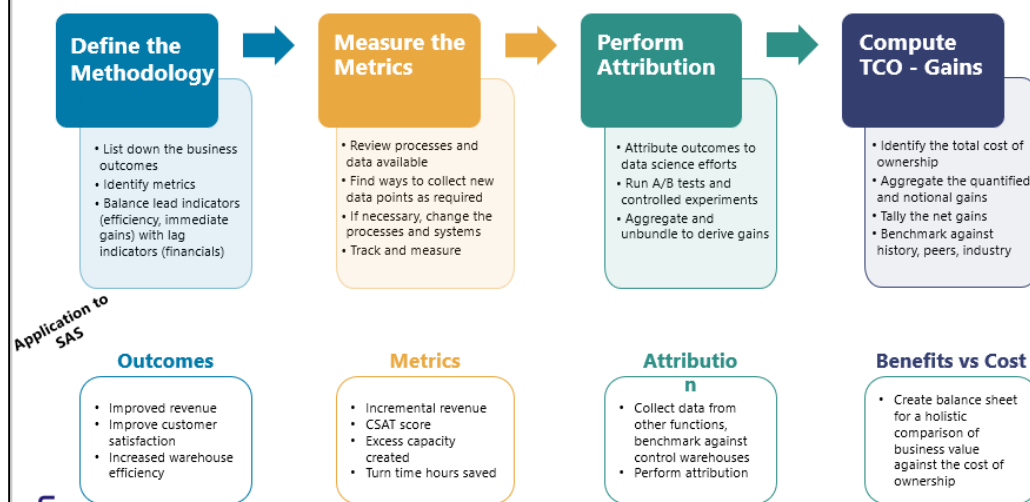 Define the
Methodology
• List down the business
outcomes
• Identify metrics
• Balance lead indicators
(efficiency, immediate
gains) with lag
indicators (financials)
Measure the
Metrics
• Review processes and
data available
• Find ways to collect new
data points as required
• If necessary, change the
processes and systems
• Track and measure
Perform
Attribution
• Attribute outcomes to
data science efforts
• Run A/B tests and
controlled experiments
• Aggregate and
unbundle to derive gains
Compute
TCO - Gains
• Identify the total cost of
ownership
• Aggregate the quantified
and notional gains
• Tally the net gains
• Benchmark against
history, peers, industry
Application to
SAS
Outcomes
• Improved revenue
• Improve customer
satisfaction
• Increased warehouse
efficiency
Metrics
• Incremental revenue
• CSAT score
• Excess capacity
created
• Turn time hours saved
Attributio
n
• Collect data from
other functions,
benchmark against
control warehouses
• Perform attribution
Benefits vs Cost
• Create balance sheet
for a holistic
comparison of
business value
against the cost of
ownership